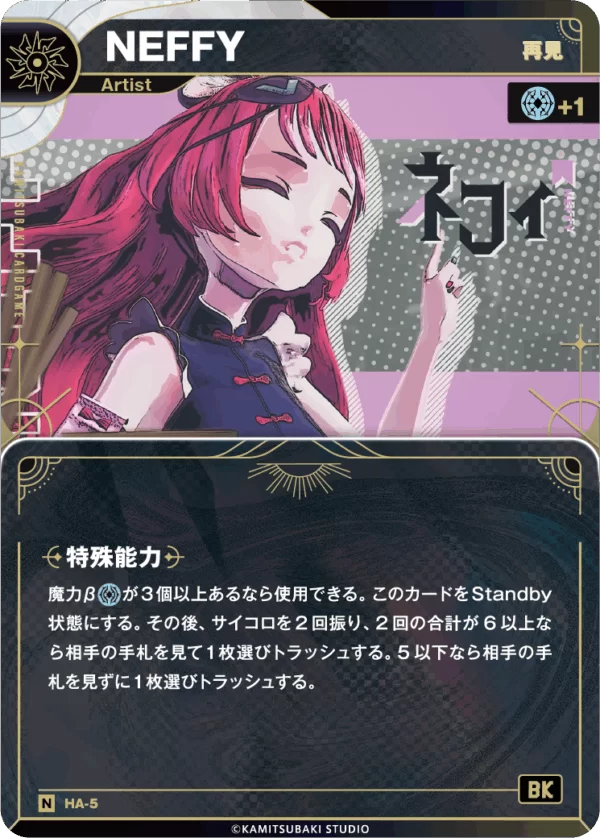 NEFFY
再見
Artist
+1
ネフィ
NEFFY
KAMITSUBAKI CARDGAME
特殊能力
魔力βが3個以上あるなら使用できる。このカードをStandby
状態にする。その後、サイコロを2回振り、2回の合計が6以上な
ら相手の手札を見て1枚選びトラッシュする。5以下なら相手の手
札を見ずに1枚選びトラッシュする。
BK
N HA-5
©KAMITSUBAKI STUDIO